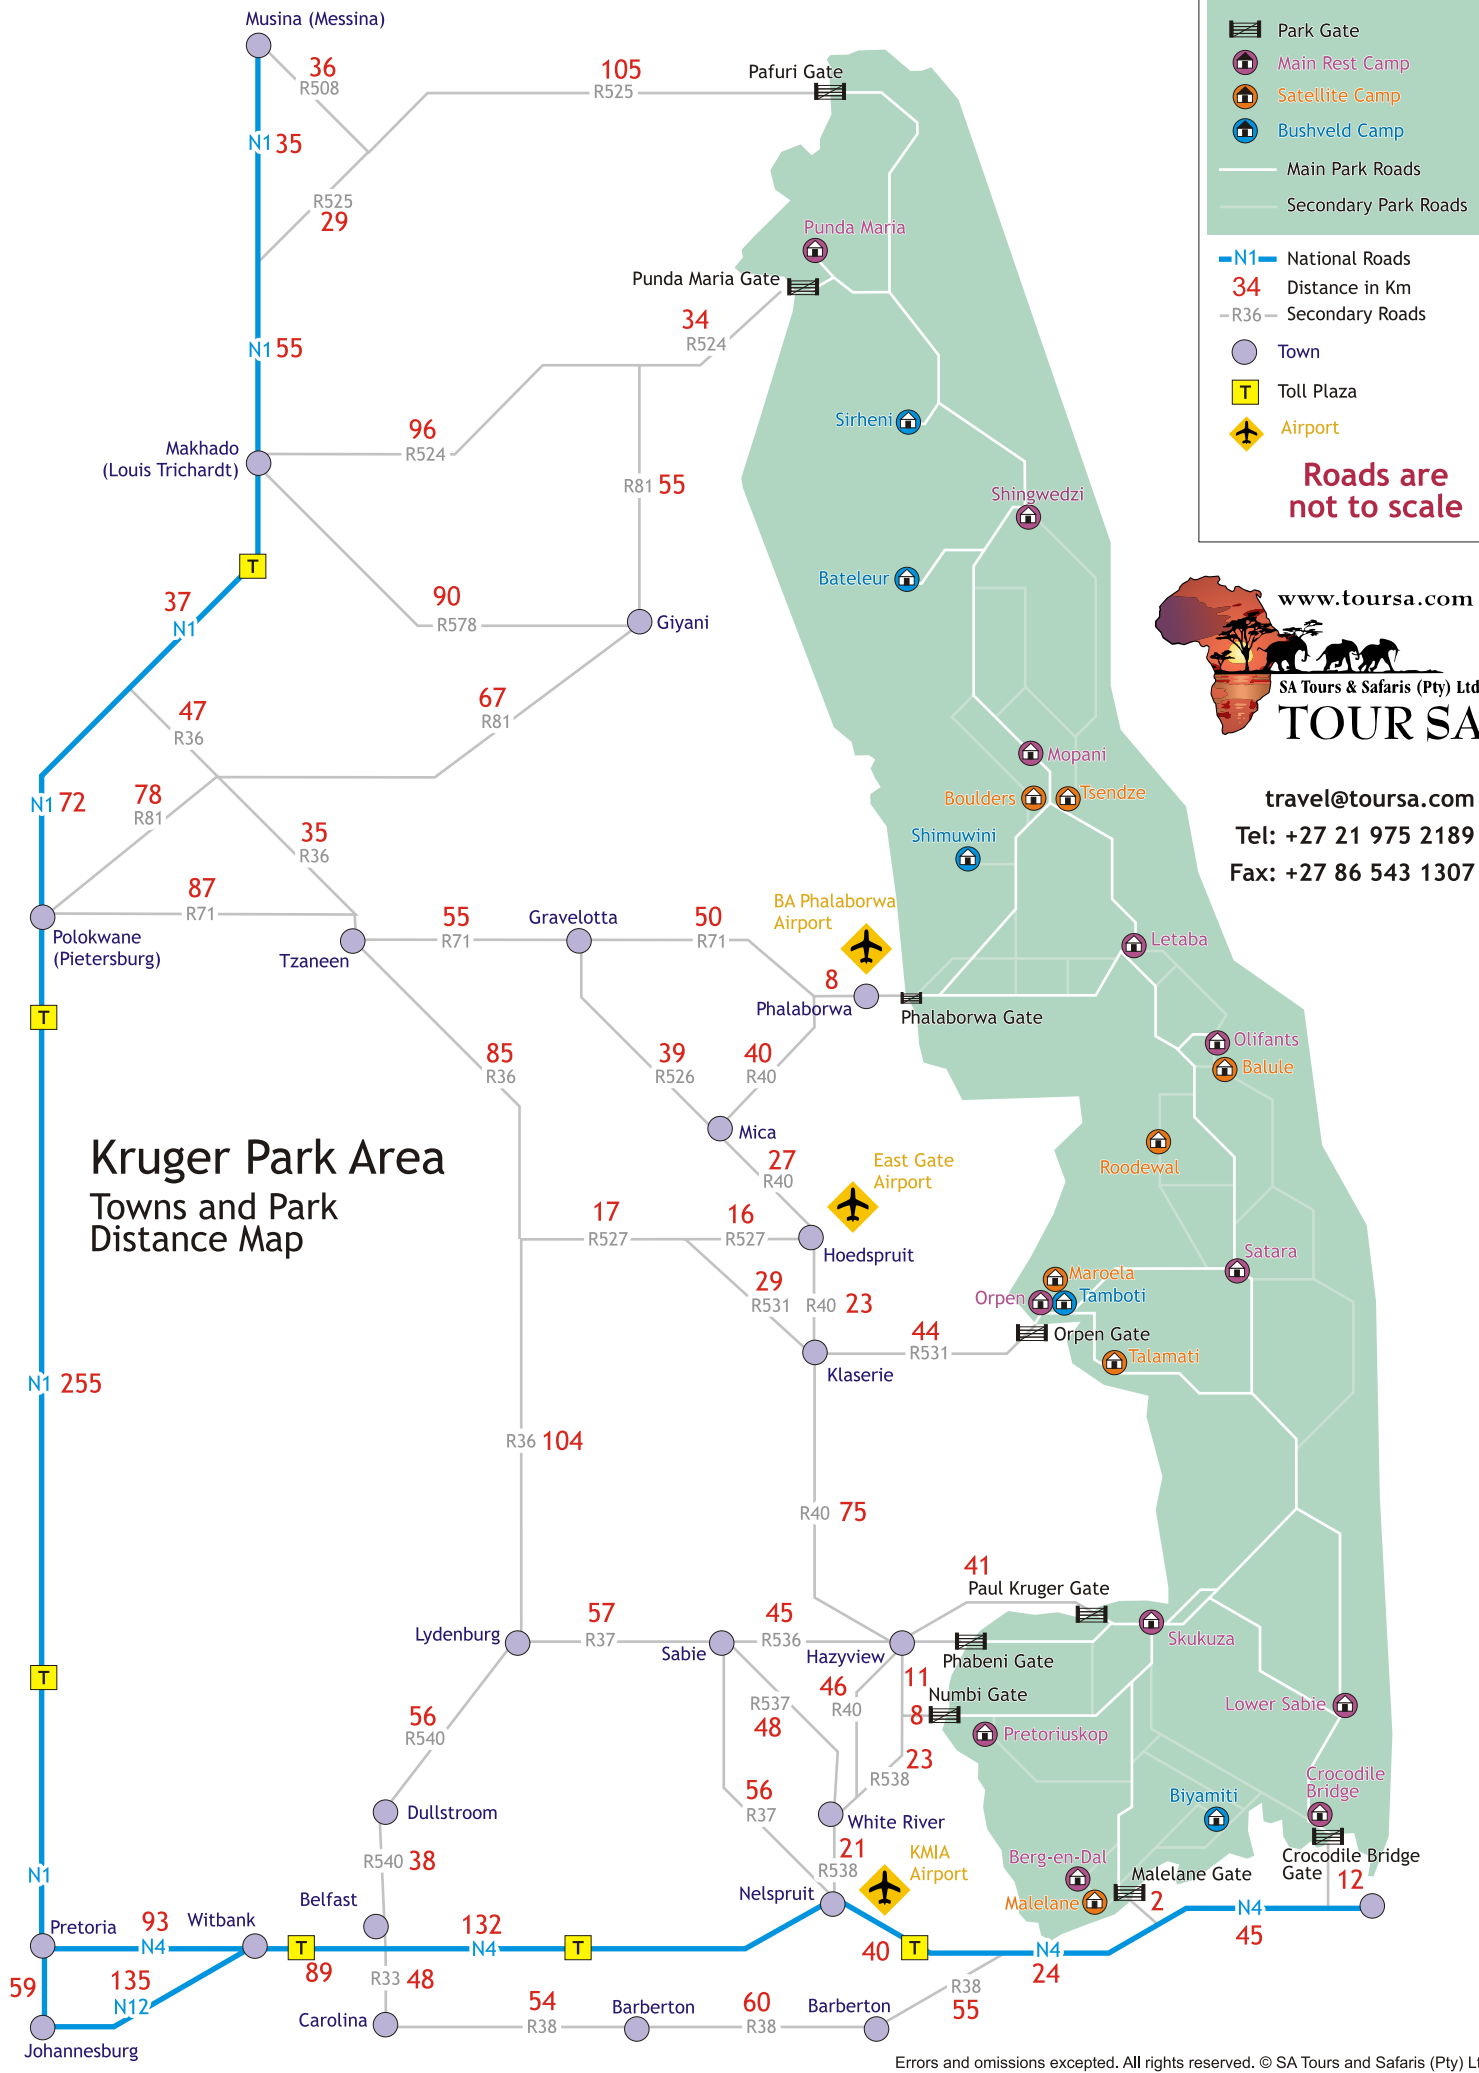 Musina (Messina)
36
R508
105
R525
Pafuri Gate
N1 35
R525
29
Punda Maria
Punda Maria Gate
34
R524
N1 55
Makhado
(Louis Trichardt)
96
R524
Sirheni
R81 55
Shingwedzi
T
Bateleur
37
N1
90
R578
Giyani
67
R81
47
R36
Mopani
N1 72
78
R81
Boulders
Tsendze
35
R36
Shimuwini
87
R71
BA Phalaborwa
Airport
Polokwane
(Pietersburg)
55
R71
Gravelotta
50
R71
Tzaneen
Letaba
8
Phalaborwa
Phalaborwa Gate
T
Olifants
Balule
85
R36
39
R526
40
R40
Mica
Kruger Park Area
Towns and Park
Distance Map
27
R40
East Gate
Airport
Roodewal
17
R527
16
R527
Hoedspruit
Satara
Maroela
Orpen
Tamboti
29
R531
R40 23
44
R531
Orpen Gate
Talamati
Klaserie
N1 255
R36 104
R40 75
41
Paul Kruger Gate
Lydenburg
57
R37
Sabie
45
R536
Hazyview
Phabeni Gate
Skukuza
T
11
Numbi Gate
8
46
R40
R537
48
Pretoriuskop
Lower Sabie
56
R540
23
R538
Crocodile
Bridge
56
R37
Biyamiti
Dullstroom
White River
21
R538
KMIA
Airport
R540 38
Berg-en-Dal
Malelane
Malelane Gate
2
Crocodile Bridge
Gate
12
N1
Nelspruit
Belfast
Pretoria
93
N4
Witbank
T
89
132
N4
T
40
T
N4
24
N4
45
59
135
N12
R33 48
R38
55
Johannesburg
Carolina
54
R38
Barberton
60
R38
Barberton
Park Gate
Main Rest Camp
Satellite Camp
Bushveld Camp
Main Park Roads
Secondary Park Roads
N1 National Roads
34 Distance in Km
R36 Secondary Roads
Town
T Toll Plaza
Airport
Roads are
not to scale
www.toursa.com
SA Tours & Safaris (Pty) Ltd
TOUR SA
travel@toursa.com
Tel: +27 21 975 2189
Fax: +27 86 543 1307
Errors and omissions excepted. All rights reserved. © SA Tours and Safaris (Pty) Lt